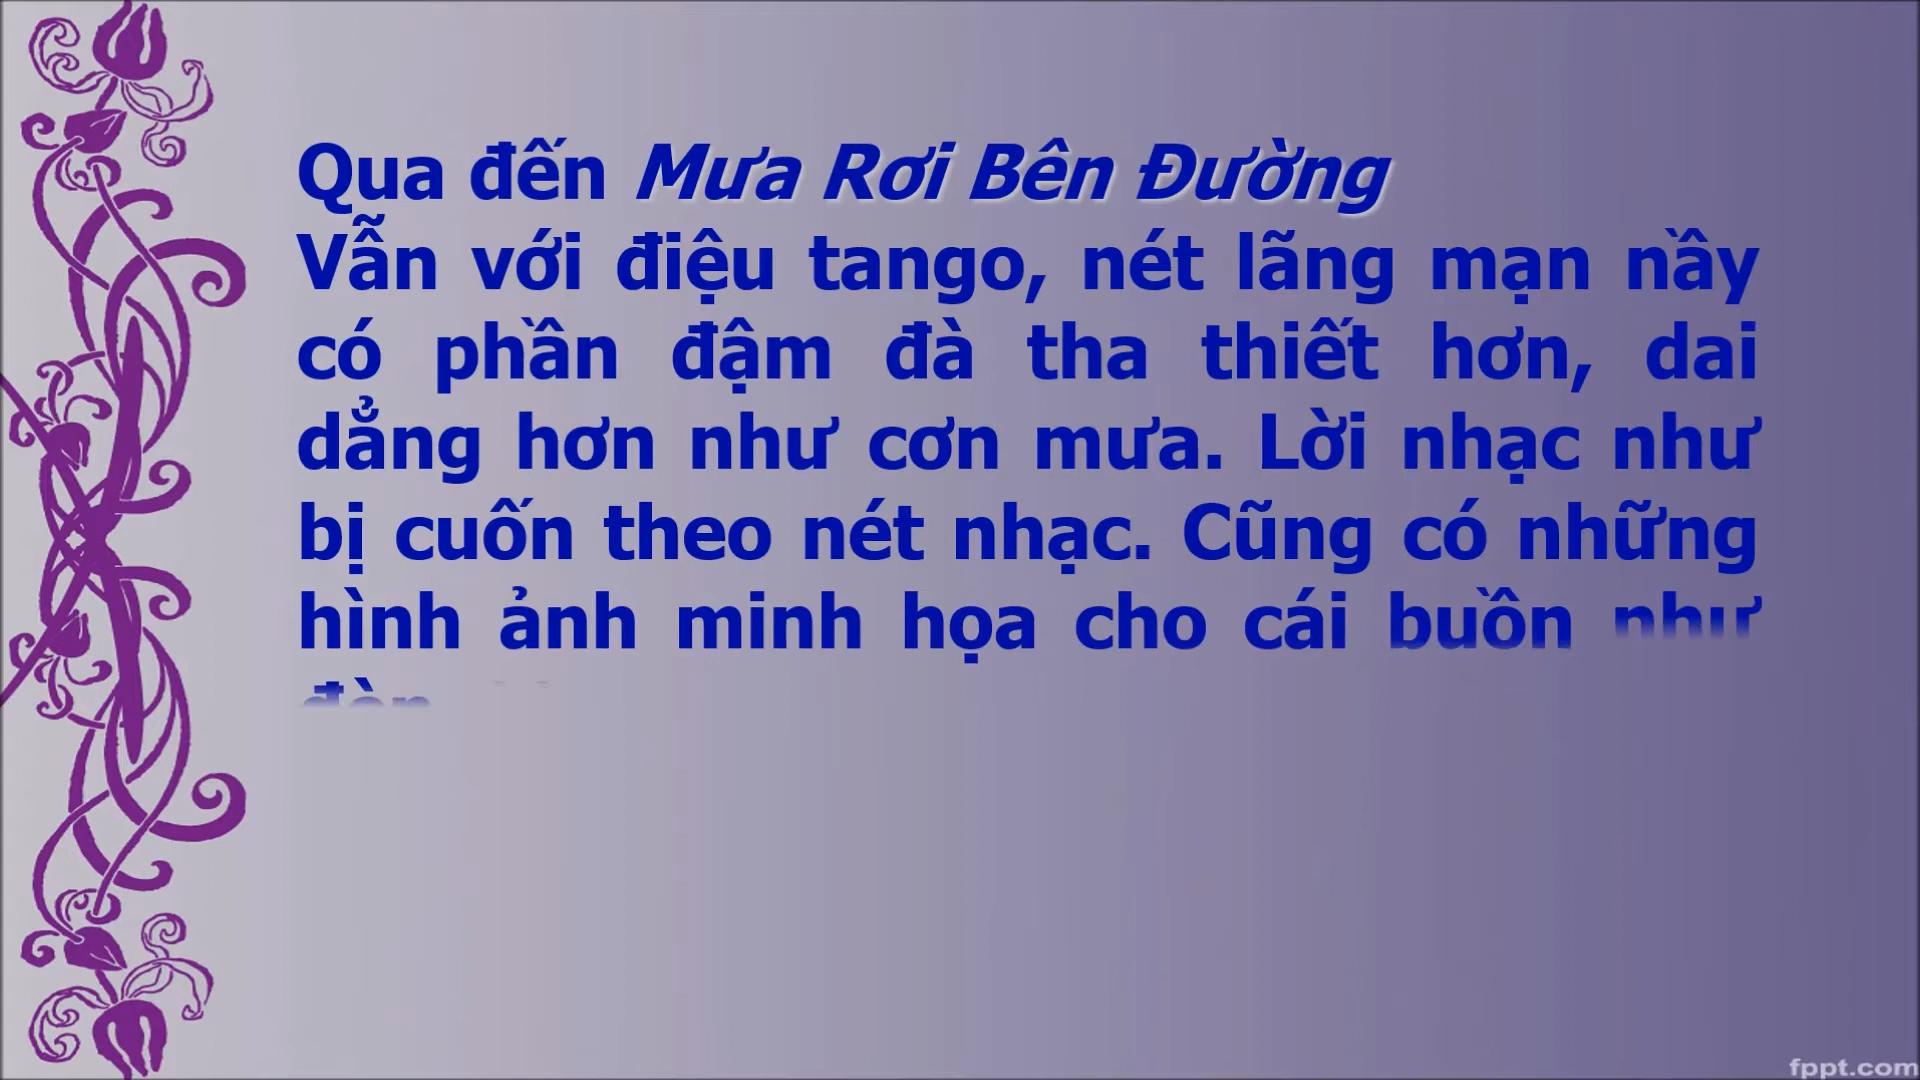 Qua đến Mưa Rơi Bên Đường
Vẫn với điệu tango, nét lãng mạn nầy
có phần đậm đà tha thiết hơn, dai
dẳng hơn như cơn mưa. Lời nhạc như
bị cuốn theo nét nhạc. Cũng có những
hình ảnh minh họa cho cái buồn như
fppt.com